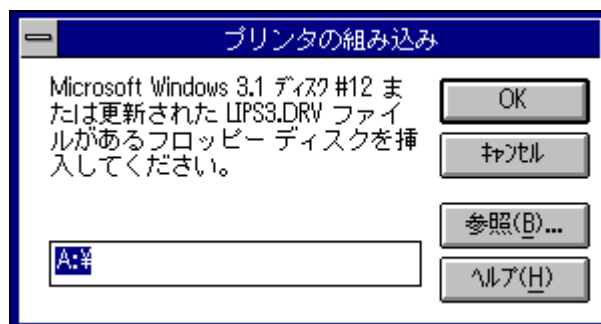 プリンタの組み込み
Microsoft Windows 3.1 ディスク #12 ま
たは更新された LIPS3.DRV ファイ
ルがあるフロッピー ディスクを挿
入してください。
A:¥
OK
キャンセル
参照(B)...
ヘルプ(H)